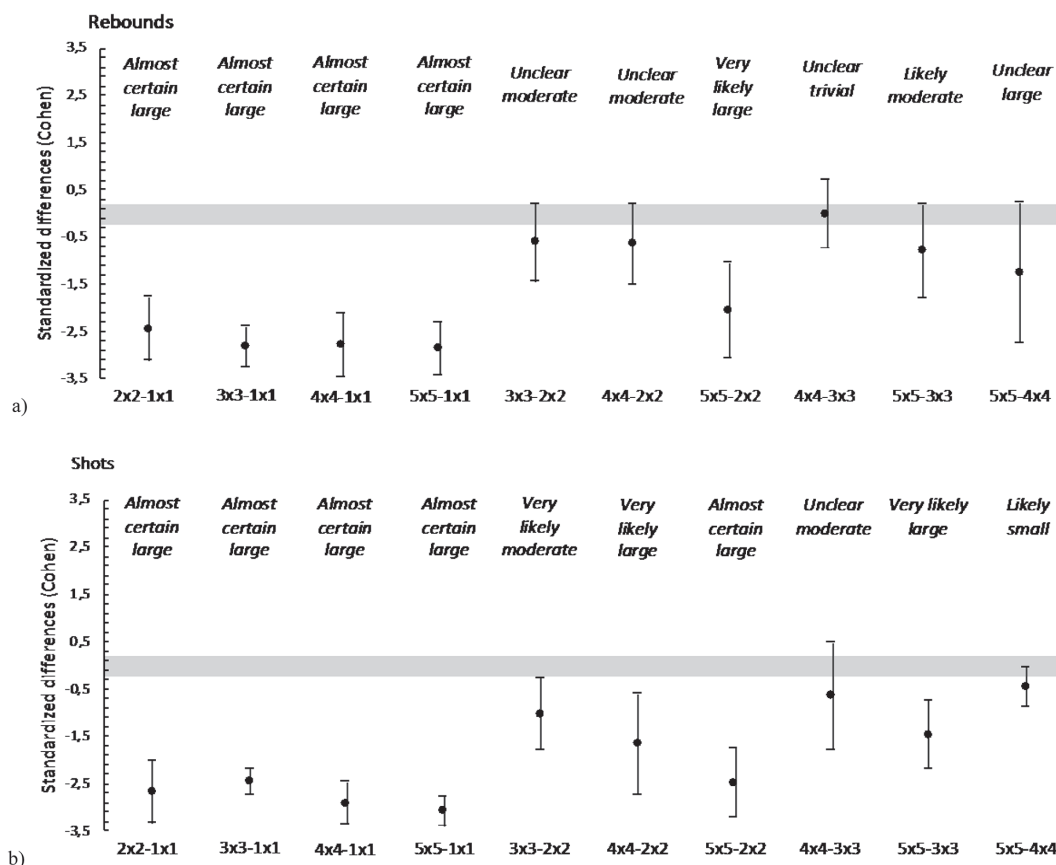 Rebounds
Standardized differences (Cohen)
3,5
2,5
1,5
0,5
-0,5
-1,5
-2,5
-3,5
Almost certain large
Almost certain large
Almost certain large
Almost certain large
Unclear moderate
Unclear moderate
Very likely large
Unclear trivial
Likely moderate
Unclear large
2x2-1x1 3x3-1x1 4x4-1x1 5x5-1x1 3x3-2x2 4x4-2x2 5x5-2x2 4x4-3x3 5x5-3x3 5x5-4x4
a)
Shots
Standardized differences (Cohen)
3,5
2,5
1,5
0,5
-0,5
-1,5
-2,5
-3,5
Almost certain large
Almost certain large
Almost certain large
Almost certain large
Very likely moderate
Very likely large
Almost certain large
Unclear moderate
Very likely large
Likely small
2x2-1x1 3x3-1x1 4x4-1x1 5x5-1x1 3x3-2x2 4x4-2x2 5x5-2x2 4x4-3x3 5x5-3x3 5x5-4x4
b)